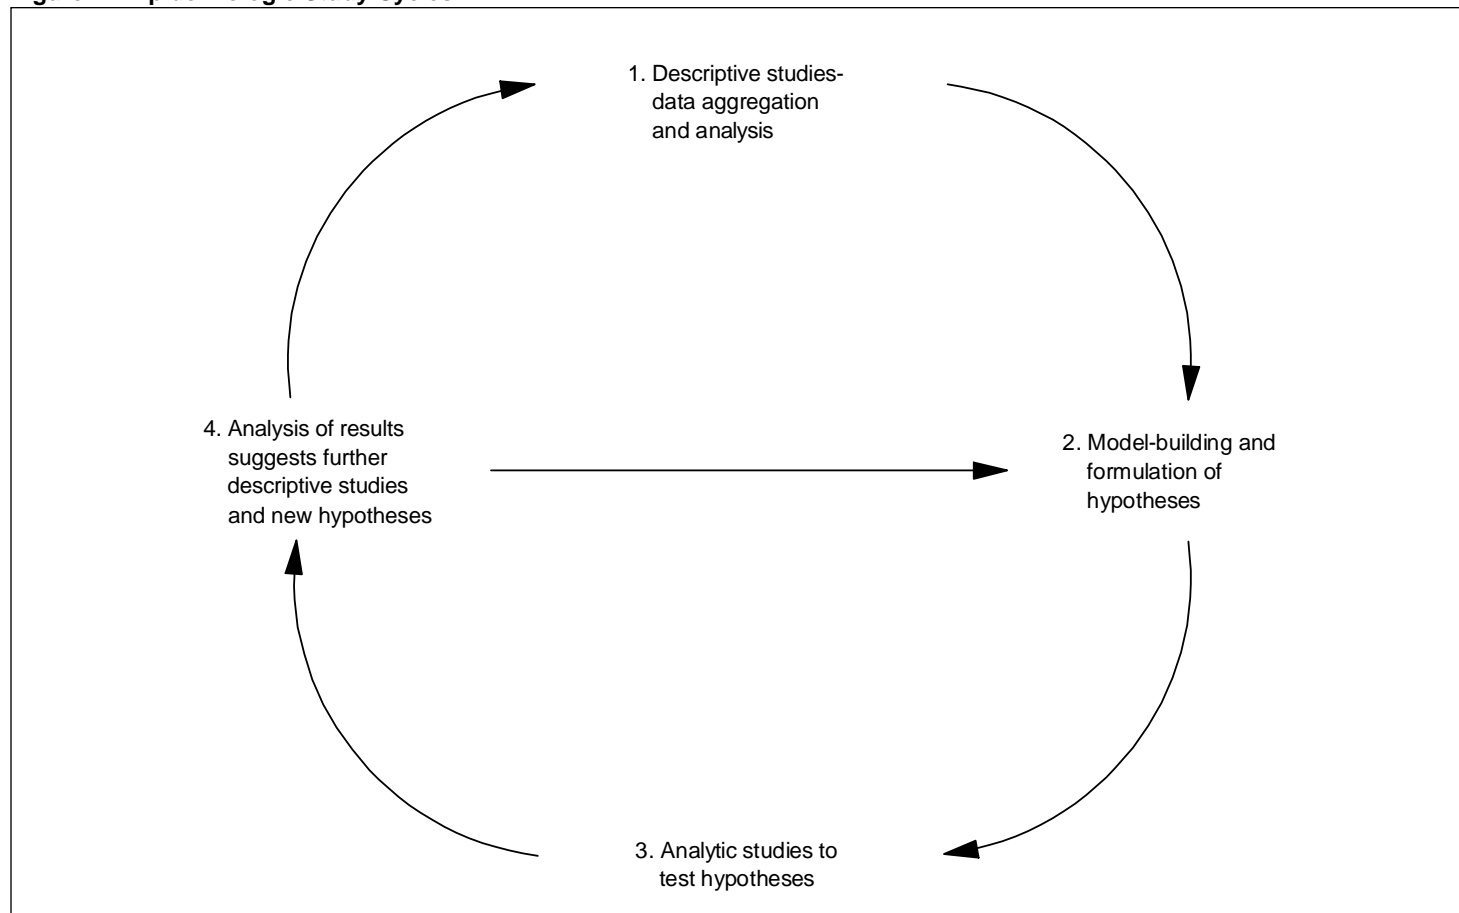 1. Descriptive studies-
data aggregation
and analysis
4. Analysis of results
suggests further
descriptive studies
and new hypotheses
2. Model-building and
formulation of
hypotheses
3. Analytic studies to
test hypotheses